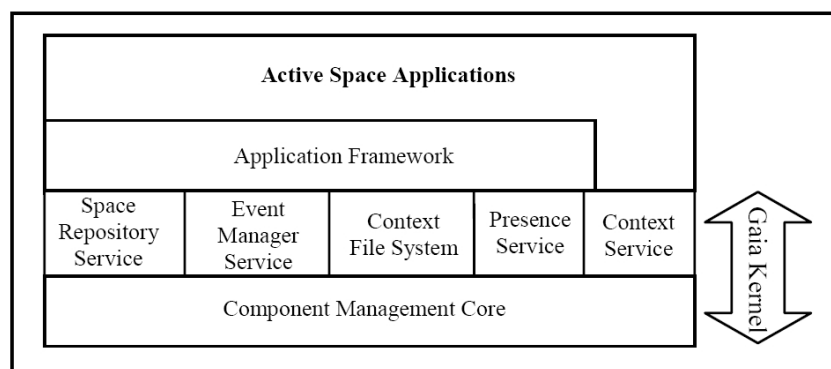 Active Space Applications
Application Framework
Space
Repository
Service
Event
Manager
Service
Context
File System
Presence
Service
Context
Service
Component Management Core
Gaia Kernel